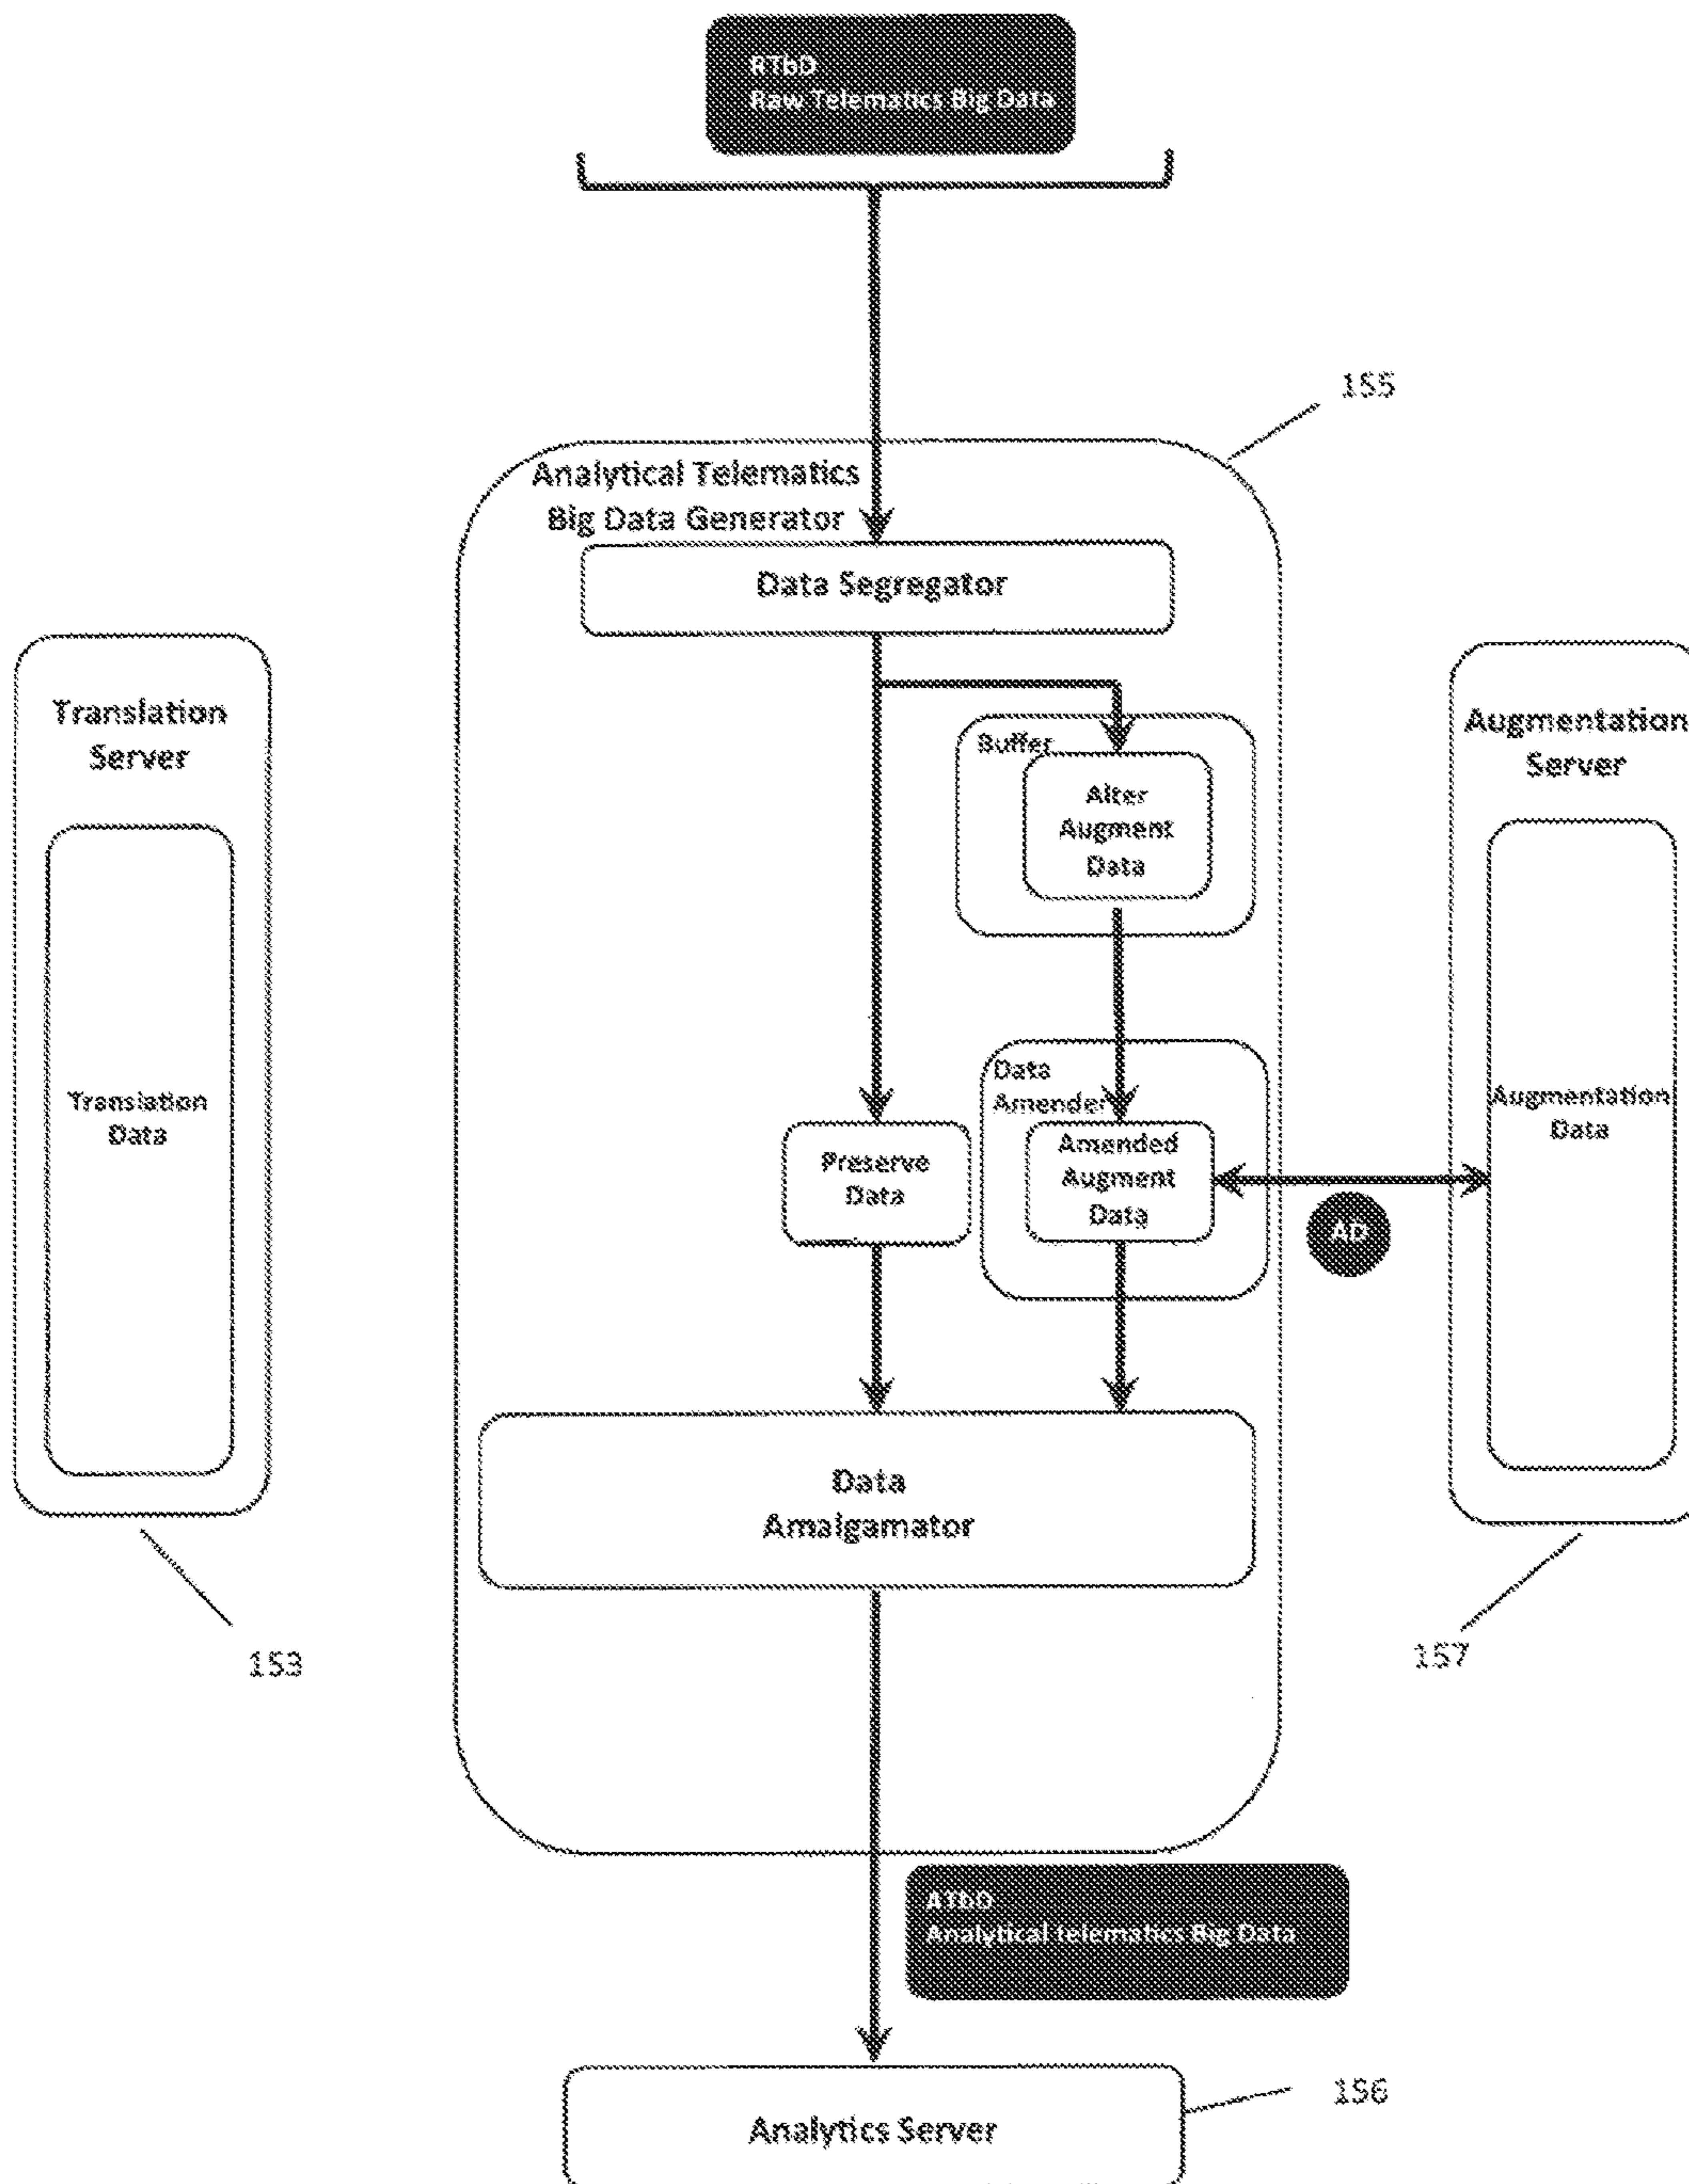 RTbD
Raw Telematics Big Data
155
Analytical Telematics
Big Data Generator
Data Segregator
Translation
Server
Buffer
Augmentation
Server
Alter
Augment
Data
Data
Amender
Translation
Data
Preserve
Data
Amended
Augment
Data
Augmentation
Data
AD
Data
Amalgamator
153
157
ATbD
Analytical telematics Big Data
156
Analytics Server